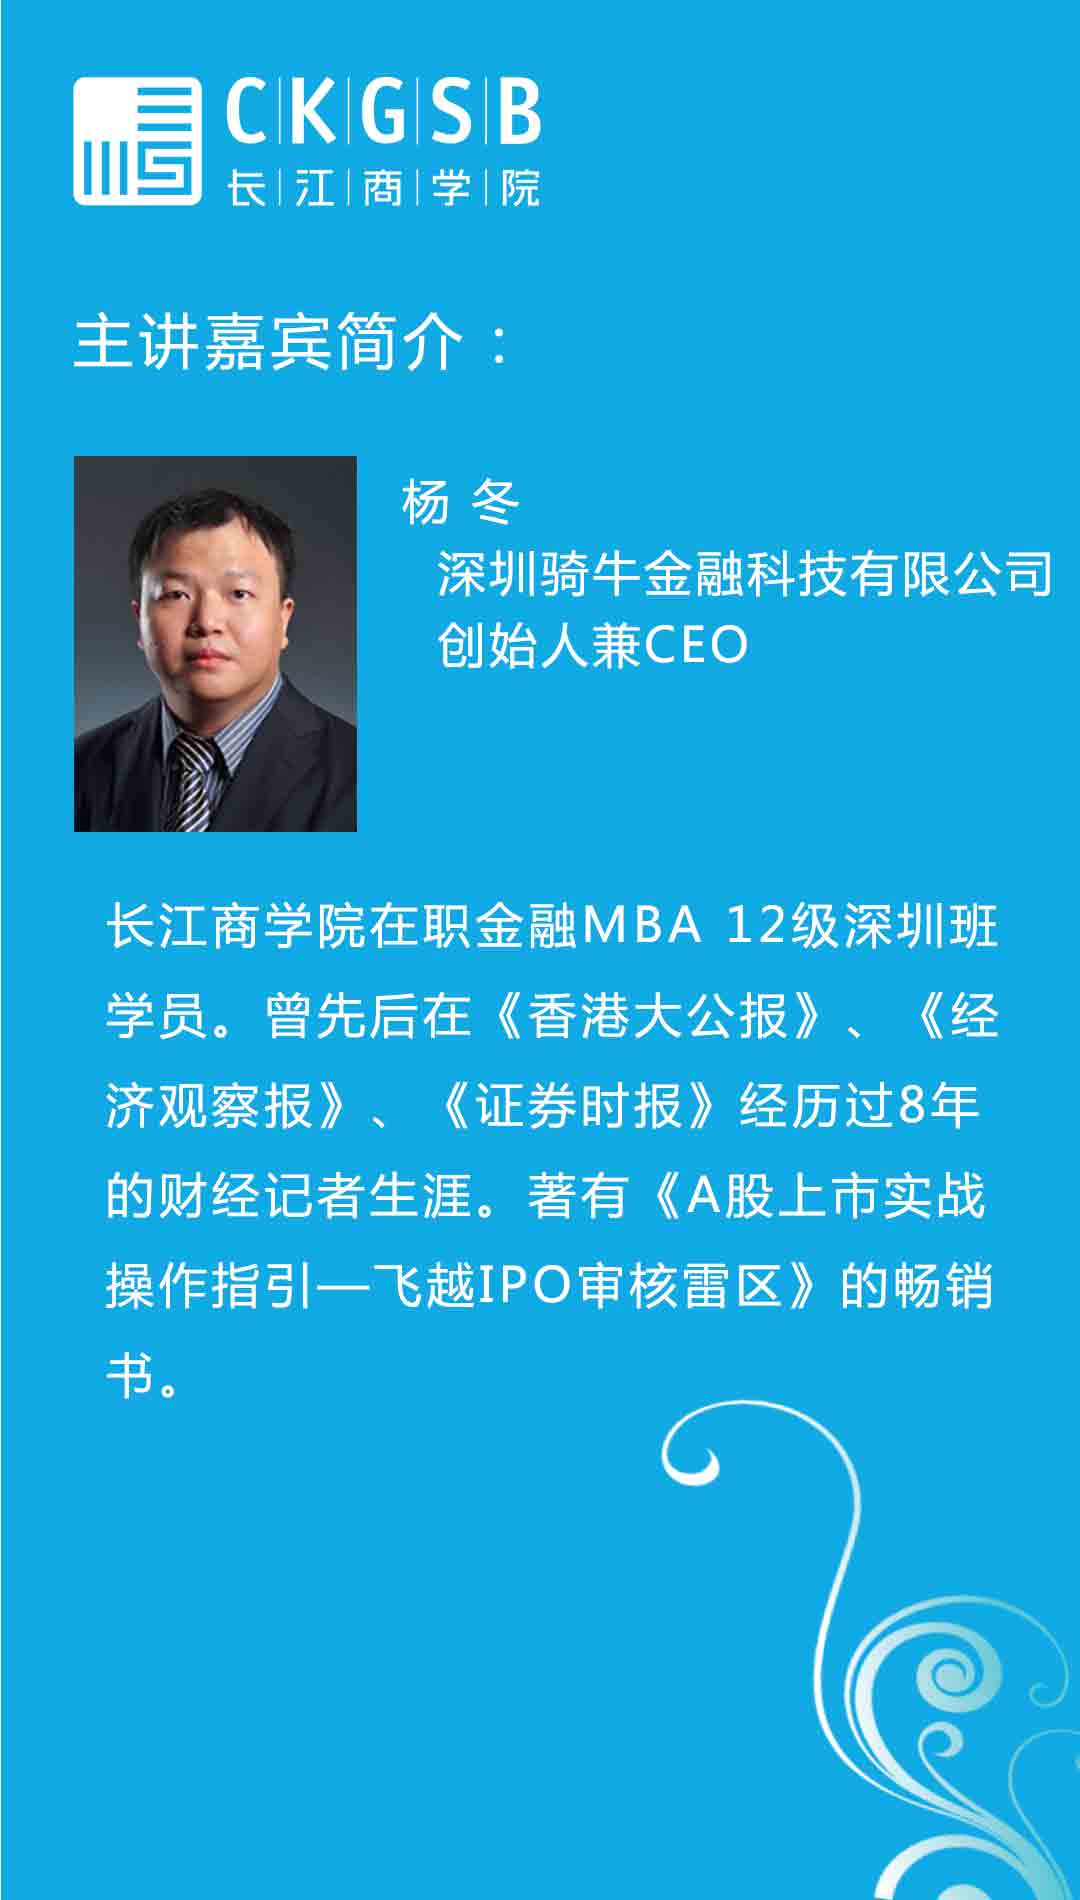 CKGSB
长江商学院
主讲嘉宾简介：
杨 冬
深圳骑牛金融科技有限公司
创始人兼CEO
长江商学院在职金融MBA 12级深圳班
学员。曾先后在《香港大公报》、《经
济观察报》、《证券时报》经历过8年
的财经记者生涯。著有《A股上市实战
操作指引—飞越IPO审核雷区》的畅销
书。